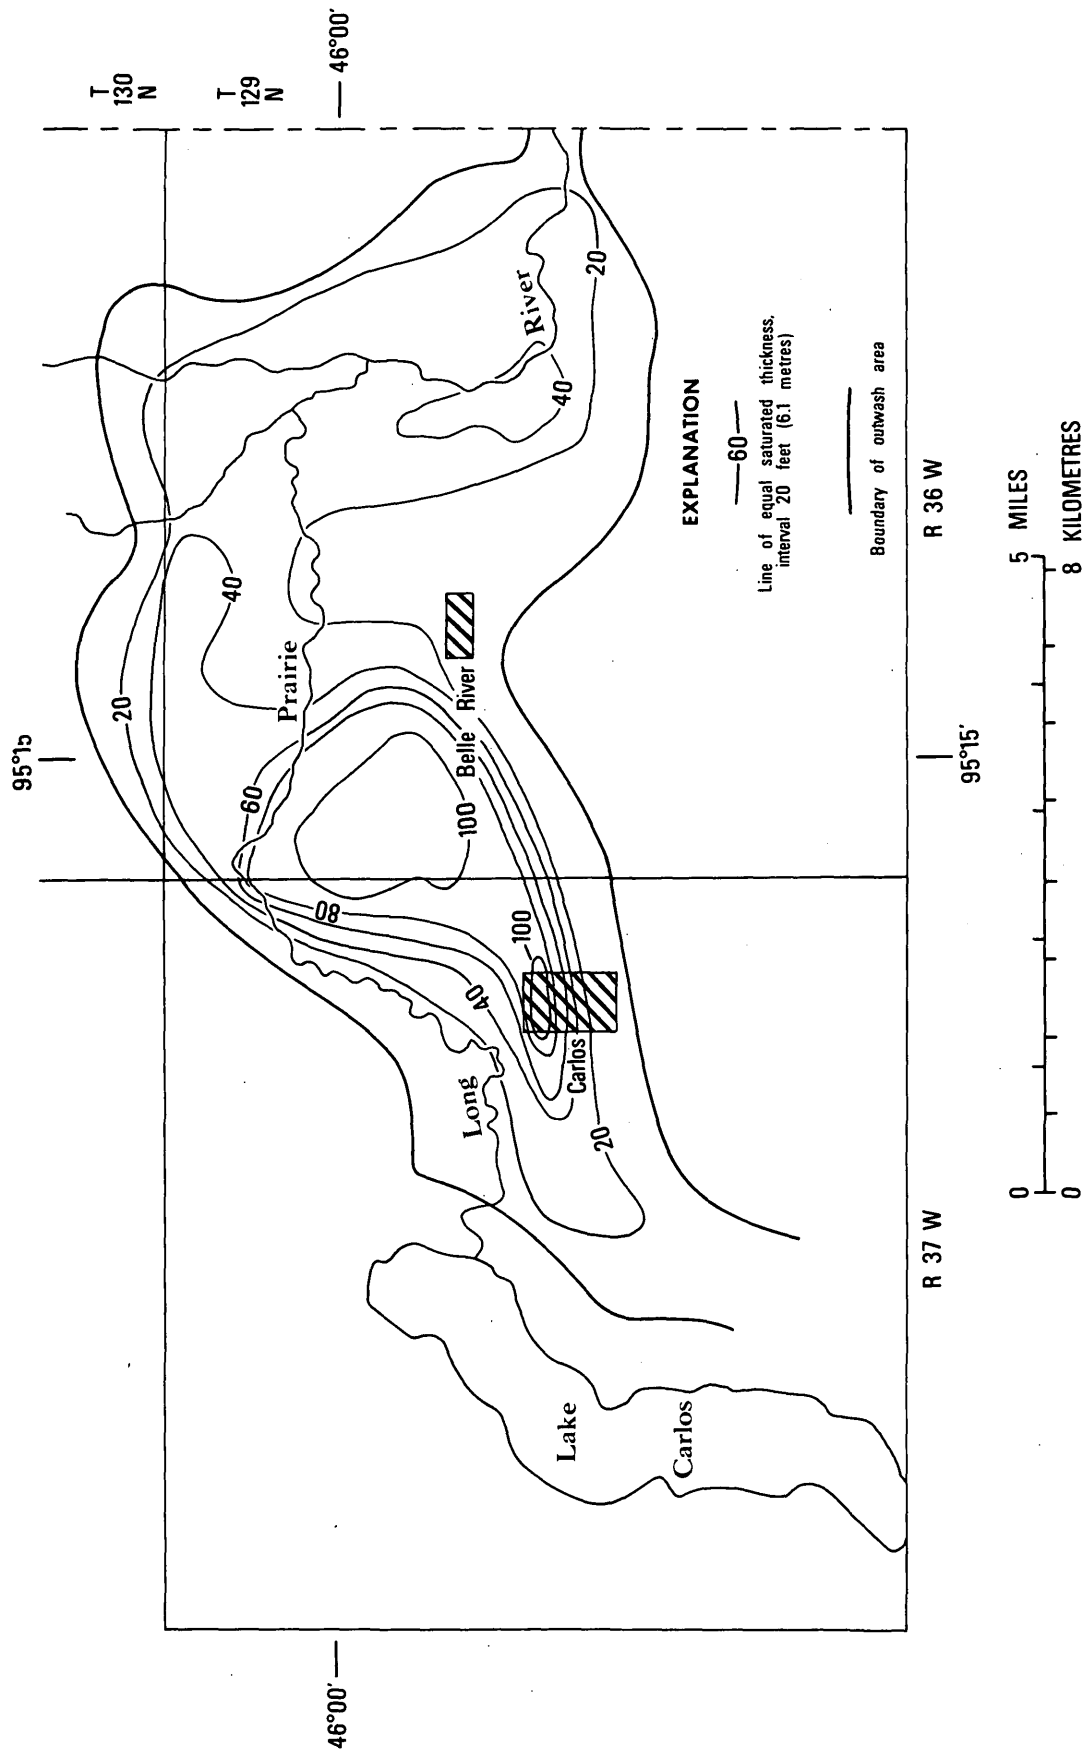 95°15
95°15'
46°00'
46°00'
T
130
N
T
129
N
R 37 W
R 36 W
20
40
60
80
100
100
40
20
40
20
Prairie
River
Long
Lake
Carlos
Belle River
Carlos
EXPLANATION
60
Line of equal saturated thickness,
interval 20 feet (6.1 metres)
Boundary of outwash area
0 5 MILES
0 8 KILOMETRES